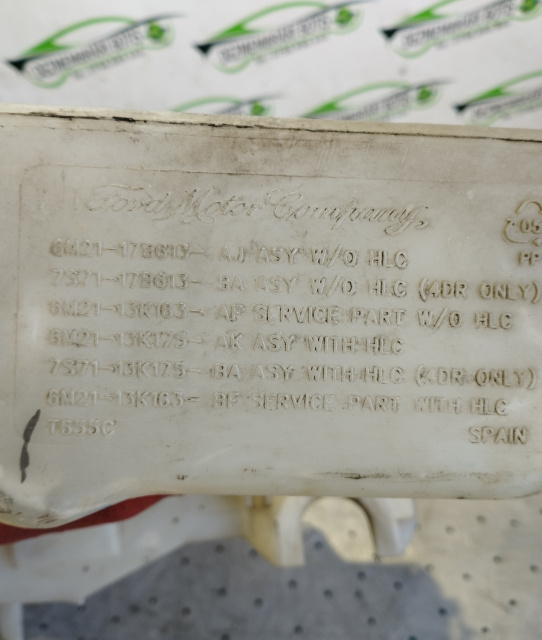 Ford Motor Company,
6M21-17B613- AJ ASY W/O HLC
7S71-17B613- BA ASY W/O HLC (4DR ONLY)
6M21-13K163- AF SERVICE PART W/O HLC
6M21-13K175- AK ASY WITH HLC
7S71-13K175- BA ASY WITH HLC (4DR ONLY)
6M21-13K163- BF SERVICE PART WITH HLC
SPAIN
05
PP